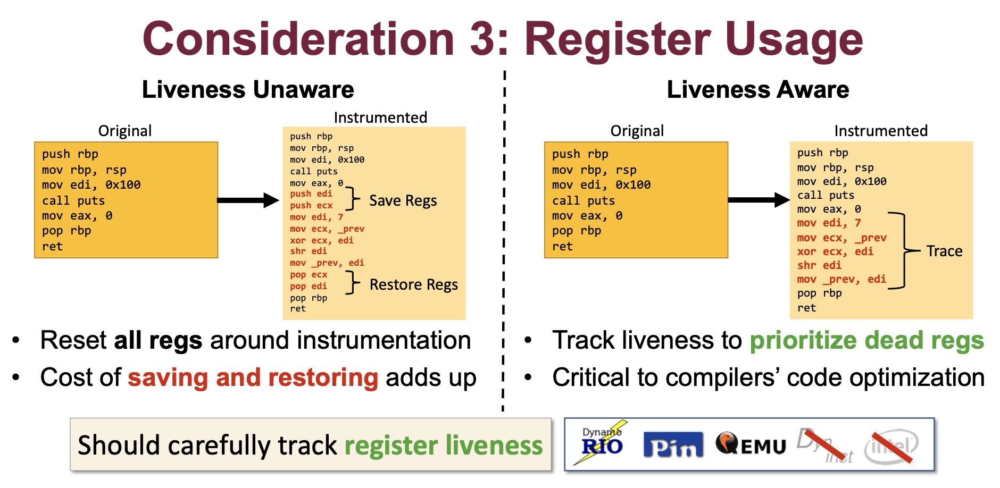 Consideration 3: Register Usage
Liveness Unaware
Original
push rbp
mov rbp, rsp
mov edi, 0x100
call puts
mov eax, 0
pop rbp
ret
Instrumented
push rbp
mov rbp, rsp
mov edi, 0x100
call puts
mov eax, 0
push edi
push ecx
mov edi, 7
mov ecx, _prev
xor ecx, edi
shr edi
mov _prev, edi
pop ecx
pop edi
pop rbp
ret
Save Regs
Restore Regs
• Reset all regs around instrumentation
• Cost of saving and restoring adds up
Liveness Aware
Original
push rbp
mov rbp, rsp
mov edi, 0x100
call puts
mov eax, 0
pop rbp
ret
Instrumented
push rbp
mov rbp, rsp
mov edi, 0x100
call puts
mov eax, 0
mov edi, 7
mov ecx, _prev
xor ecx, edi
shr edi
mov _prev, edi
pop rbp
ret
Trace
• Track liveness to prioritize dead regs
• Critical to compilers’ code optimization
Should carefully track register liveness
Dynamo
RIO
Pin
QEMU
Dyn
inst
intel